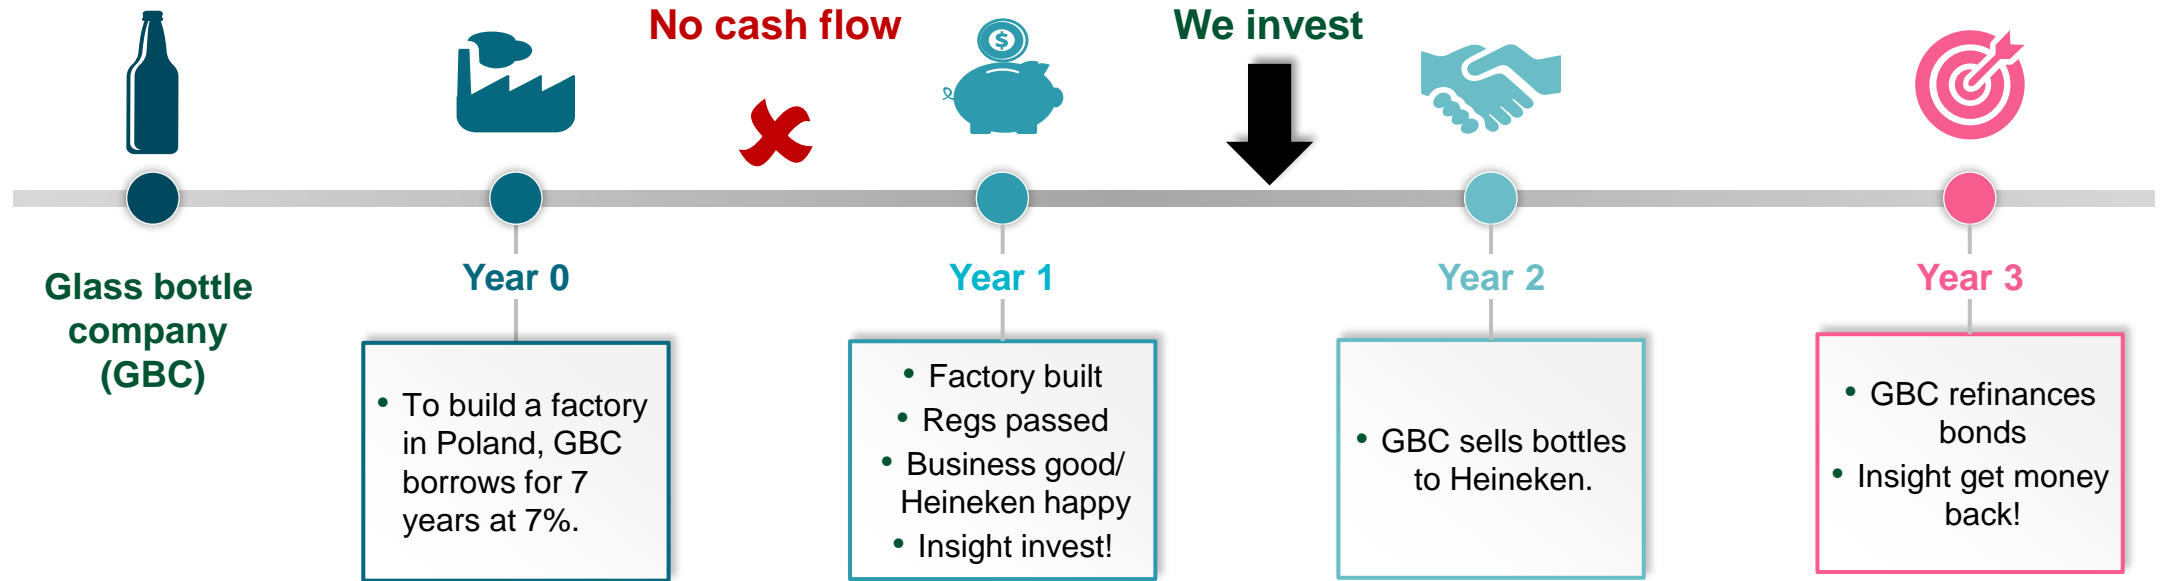 No cash flow
We invest
$
Glass bottle
company
(GBC)
Year 0
• To build a factory
in Poland, GBC
borrows for 7
years at 7%.
Year 1
• Factory built
• Regs passed
• Business good/
Heineken happy
• Insight invest!
Year 2
• GBC sells bottles
to Heineken.
Year 3
• GBC refinances
bonds
• Insight get money
back!